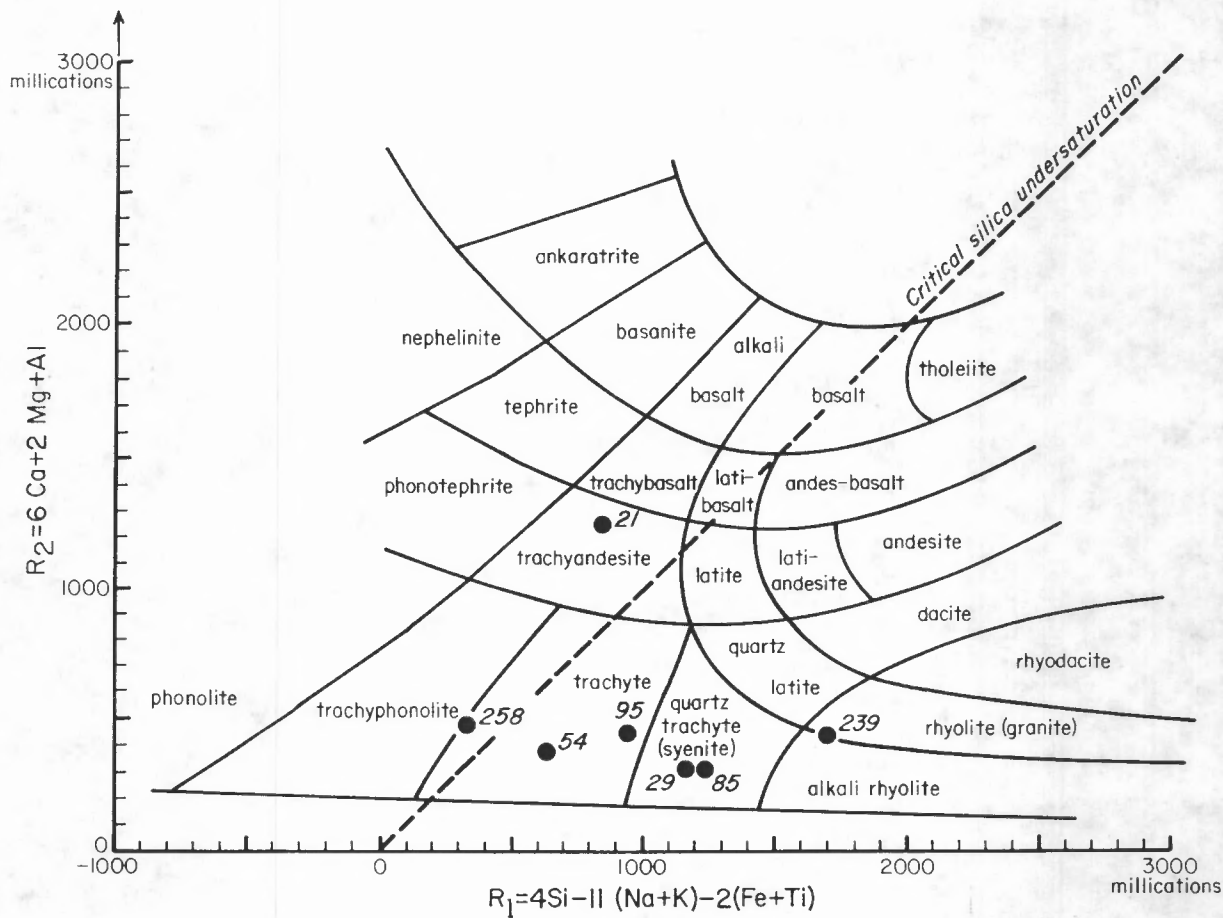 3000
millications
Critical silica undersaturation
ankaratrite
2000
nephelinite
basanite
alkali
basalt
basalt
tholeiite
tephrite
R2=6 Ca+2 Mg+Al
phonotephrite
trachybasalt
lati-
basalt
andes-basalt
21
trachyandesite
latite
lati-
andesite
andesite
1000
dacite
quartz
latite
rhyodacite
phonolite
trachyphonolite
258
trachyte
95
54
quartz
trachyte
(syenite)
29
85
239
rhyolite (granite)
alkali rhyolite
0
-1000
0
1000
2000
3000
millications
R1=4Si-11 (Na+K)-2(Fe+Ti)